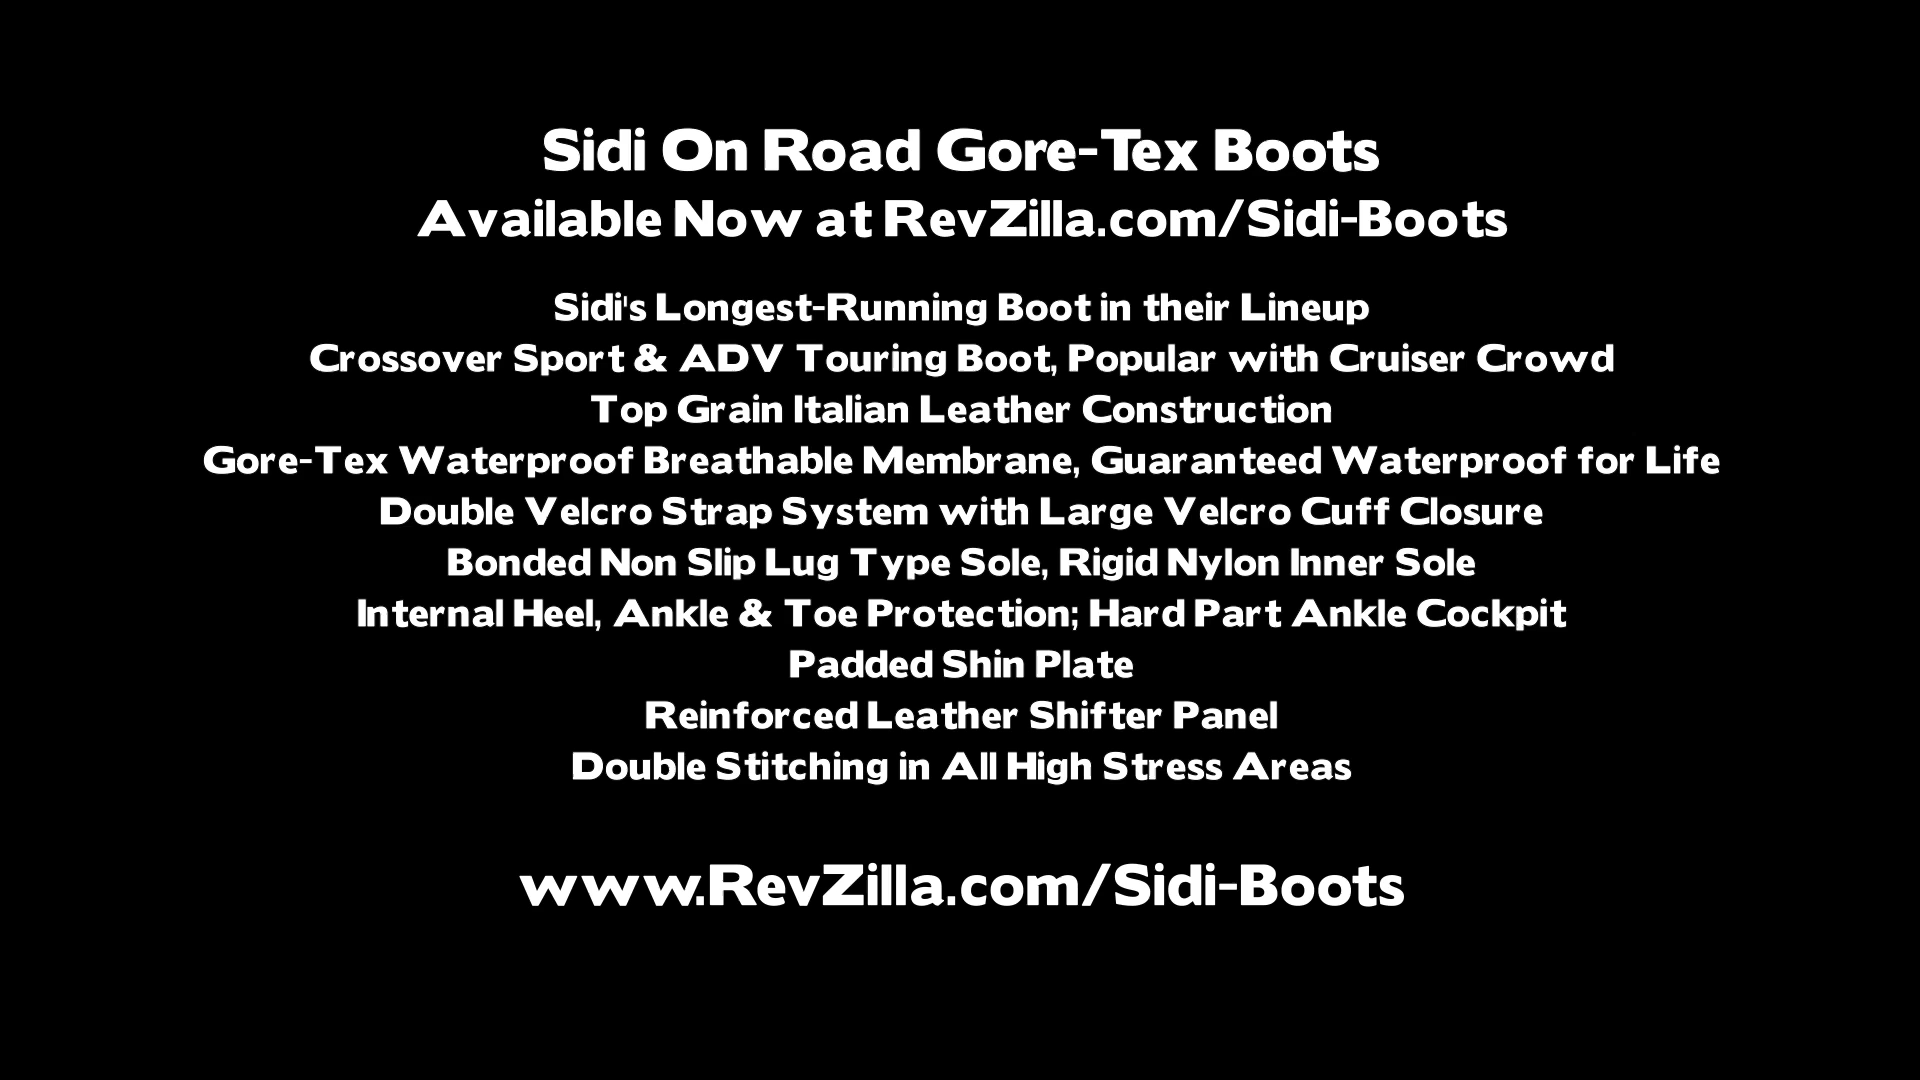 Sidi On Road Gore-Tex Boots
Available Now at RevZilla.com/Sidi-Boots
Sidi's Longest-Running Boot in their Lineup
Crossover Sport & ADV Touring Boot, Popular with Cruiser Crowd
Top Grain Italian Leather Construction
Gore-Tex Waterproof Breathable Membrane, Guaranteed Waterproof for Life
Double Velcro Strap System with Large Velcro Cuff Closure
Bonded Non Slip Lug Type Sole, Rigid Nylon Inner Sole
Internal Heel, Ankle & Toe Protection; Hard Part Ankle Cockpit
Padded Shin Plate
Reinforced Leather Shifter Panel
Double Stitching in All High Stress Areas
www.RevZilla.com/Sidi-Boots